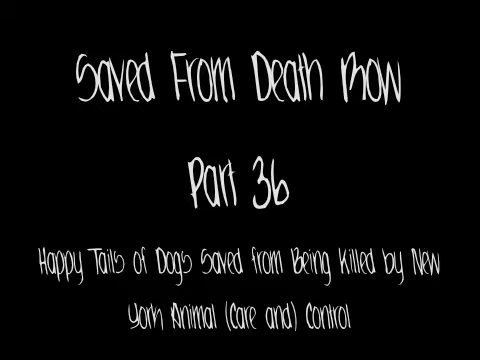 Saved From Death Row
Part 36
Happy Tails of Dogs Saved from Being Killed by New
York Animal (Care and) Control